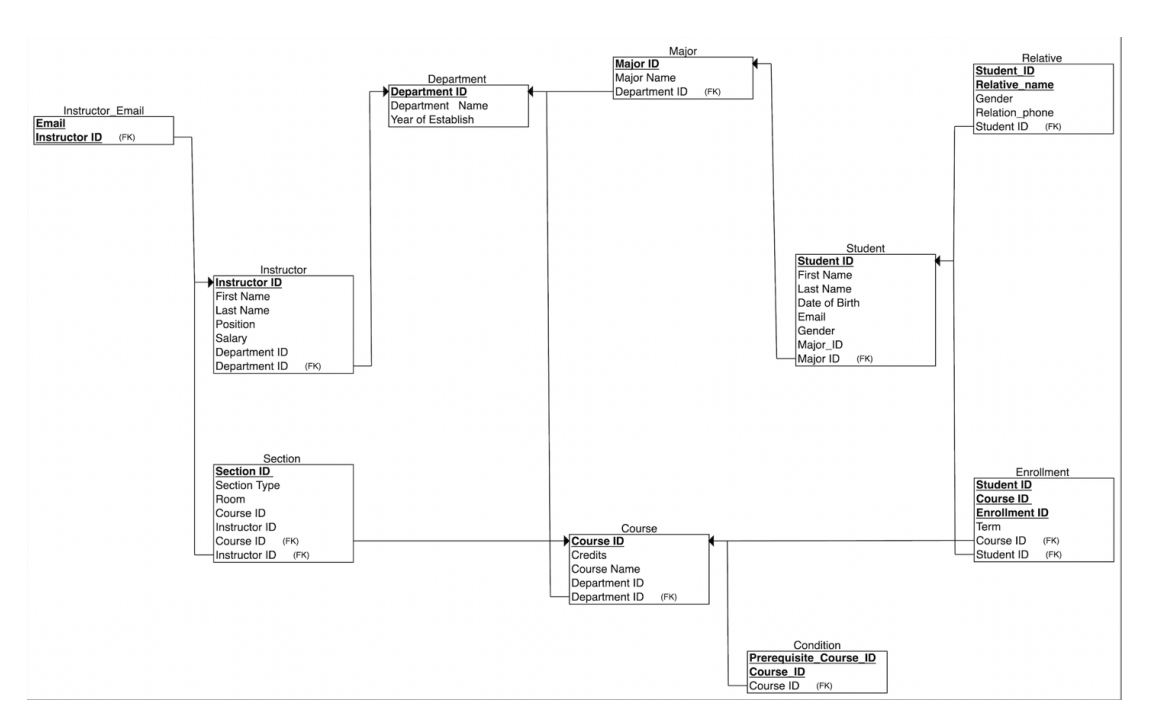 Major
Major ID
Major Name
Department ID (FK)
Relative
Student_ID
Relative_name
Gender
Relation_phone
Student ID (FK)
Department
Department ID
Department Name
Year of Establish
Instructor_Email
Email
Instructor ID (FK)
Student
Student ID
First Name
Last Name
Date of Birth
Email
Gender
Major_ID
Major ID (FK)
Instructor
Instructor ID
First Name
Last Name
Position
Salary
Department ID
Department ID (FK)
Section
Section ID
Section Type
Room
Course ID
Instructor ID
Course ID (FK)
Instructor ID (FK)
Enrollment
Student ID
Course ID
Enrollment ID
Term
Course ID (FK)
Student ID (FK)
Course
Course ID
Credits
Course Name
Department ID
Department ID (FK)
Condition
Prerequisite_Course_ID
Course_ID
Course ID (FK)